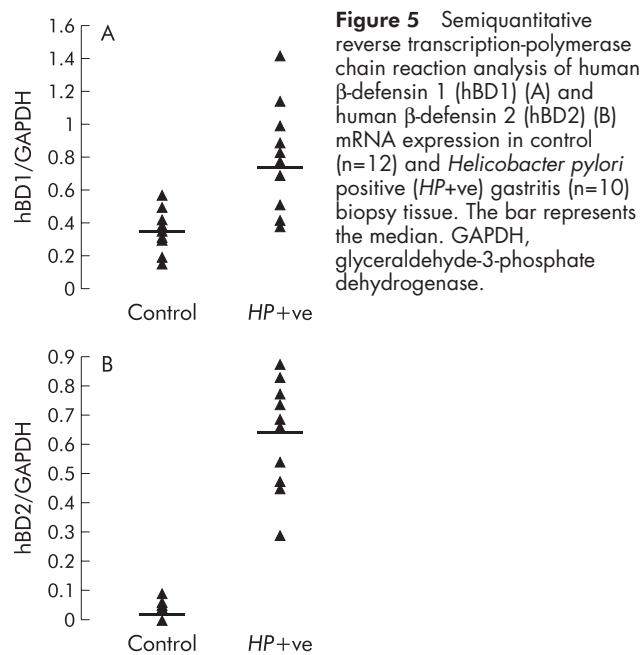 A
hBD1/GAPDH
1.6
1.4
1.2
1
0.8
0.6
0.4
0.2
0
Control
HP+ve
Figure 5 Semiquantitative
reverse transcription-polymerase
chain reaction analysis of human
β-defensin 1 (hBD1) (A) and
human β-defensin 2 (hBD2) (B)
mRNA expression in control
(n=12) and Helicobacter pylori
positive (HP+ve) gastritis (n=10)
biopsy tissue. The bar represents
the median. GAPDH,
glyceraldehyde-3-phosphate
dehydrogenase.
B
hBD2/GAPDH
0.9
0.8
0.7
0.6
0.5
0.4
0.3
0.2
0.1
0
Control
HP+ve